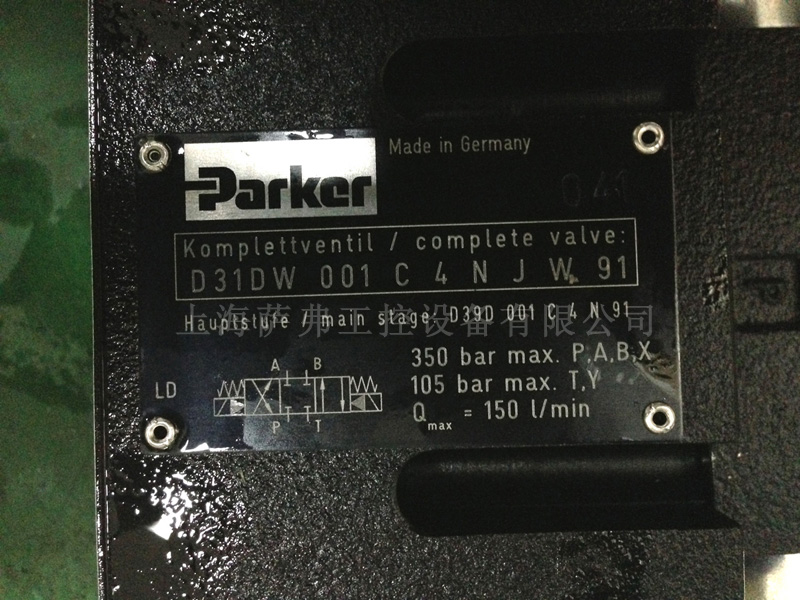 Made in Germany
Parker
041
Komplettventil / complete valve:
D31DW 001 C 4 N J W 91
Hauptstufe / main stage: D39D 001 C 4 N 91
上海萨弗工控设备有限公司
350 bar max. P,A,B,X
105 bar max. T,Y
Qmax = 150 l/min
LD
A B
P T
P